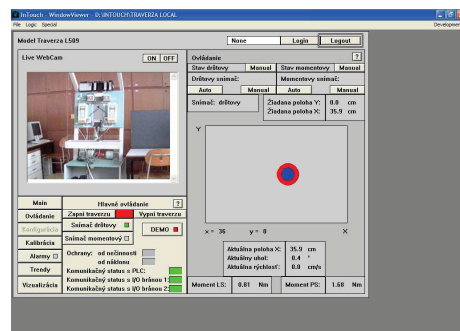 InTouch - WindowViewer - D:\INTOUCH\TRAVERZA LOCAL
File Logic Special
Development
Model Traverza L509
None
Login
Logout
Live WebCam
ON OFF
Ovládanie
?
Stav drôtový Manual
Stav momentový Manual
Drôtový snímač:
Momentový snímač:
Auto Manual
Auto Manual
Snímač: drôtový
Žiadana poloha Y: 0.0 cm
Žiadana poloha X: 35.9 cm
Y
x = 36 y = 0 X
Aktuálna poloha X: 35.9 cm
Aktuálny uhol: 0.4 °
Aktuálny rýchlosť: 0.0 cm/s
Moment LS: 0.81 Nm
Moment PS: 1.68 Nm
Main
Ovládanie
Konfigurácia
Kalibrácia
Alarmy
Trendy
Vizualizácia
Hlavné ovládanie
?
Zapni traverzu
Vypni traverzu
Snímač drôtový
Snímač momentový
DEMO
Ochrany: od nečinnosti
od náklonu
Komunikačný status s PLC:
Komunikačný status s I/O bránou 1:
Komunikačný status s I/O bránou 2: